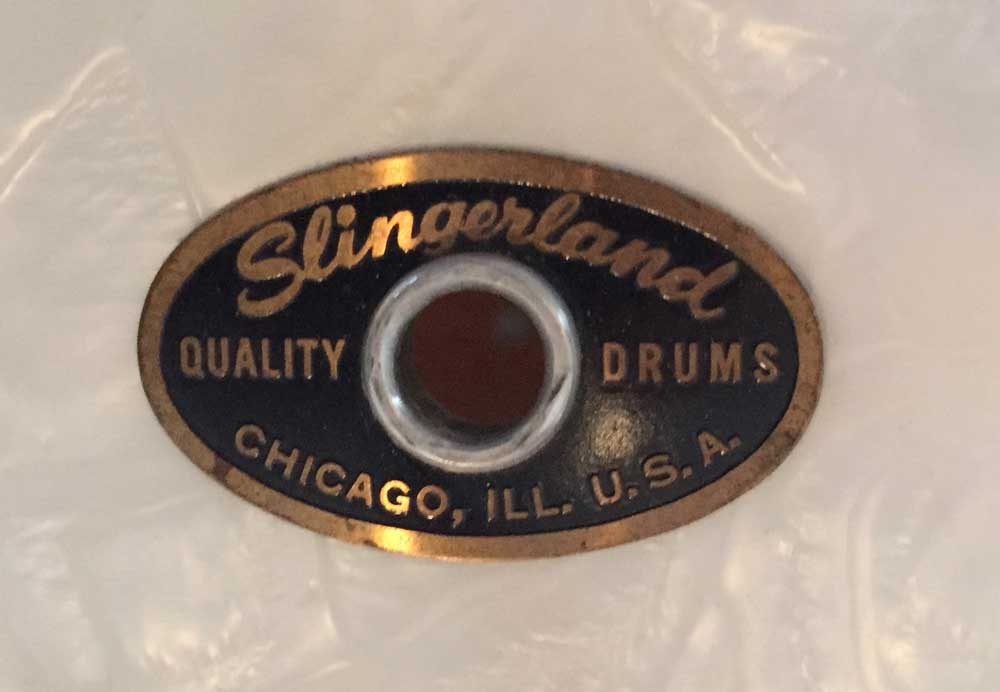 Slingerland
QUALITY DRUMS
CHICAGO, ILL. U.S.A.